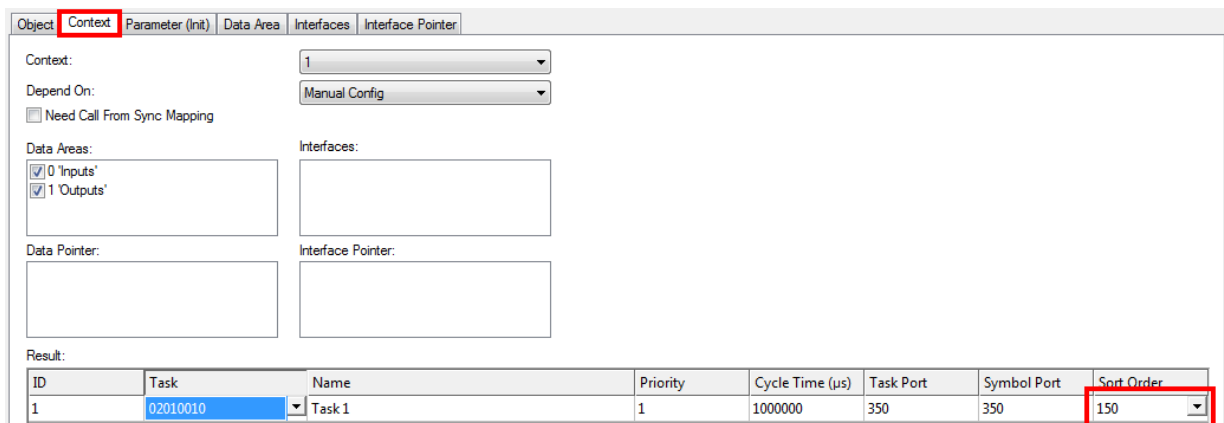 Object Context Parameter (Init) Data Area Interfaces Interface Pointer
Context: 1
Depend On: Manual Config
Need Call From Sync Mapping
Data Areas: Interfaces:
0 'Inputs'
1 'Outputs'
Data Pointer: Interface Pointer:
Result:
ID Task Name Priority Cycle Time (µs) Task Port Symbol Port Sort Order
1 02010010 Task 1 1 1000000 350 350 150